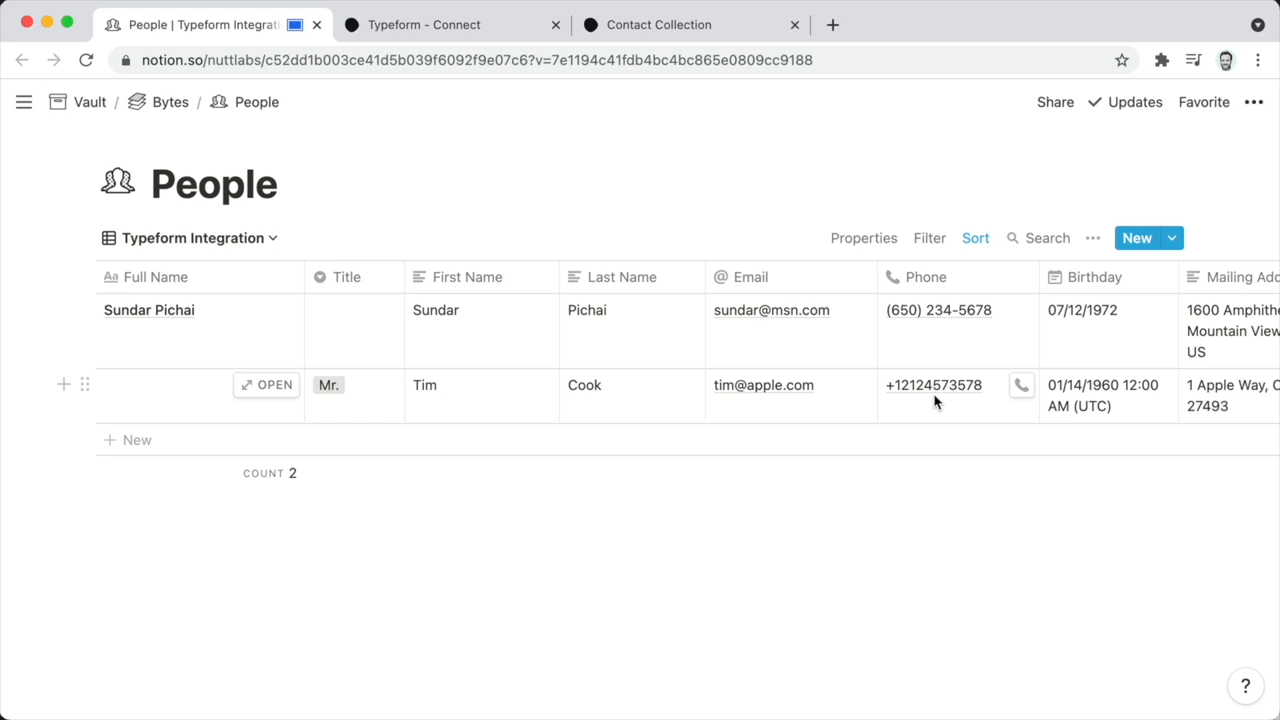 People | Typeform Integrati
Typeform - Connect
Contact Collection
notion.so/nuttlabs/c52dd1b003ce41d5b039f6092f9e07c6?v=7e1194c41fdb4bc4bc865e0809cc9188
Vault / Bytes / People
Share Updates Favorite
People
Typeform Integration
Properties Filter Sort Search New
Aa Full Name Title First Name Last Name @ Email Phone Birthday Mailing Add
Sundar Pichai Sundar Pichai sundar@msn.com (650) 234-5678 07/12/1972 1600 Amphithe
Mountain View
US
OPEN Mr. Tim Cook tim@apple.com +12124573578 01/14/1960 12:00 1 Apple Way, C
AM (UTC) 27493
+ New
COUNT 2
?